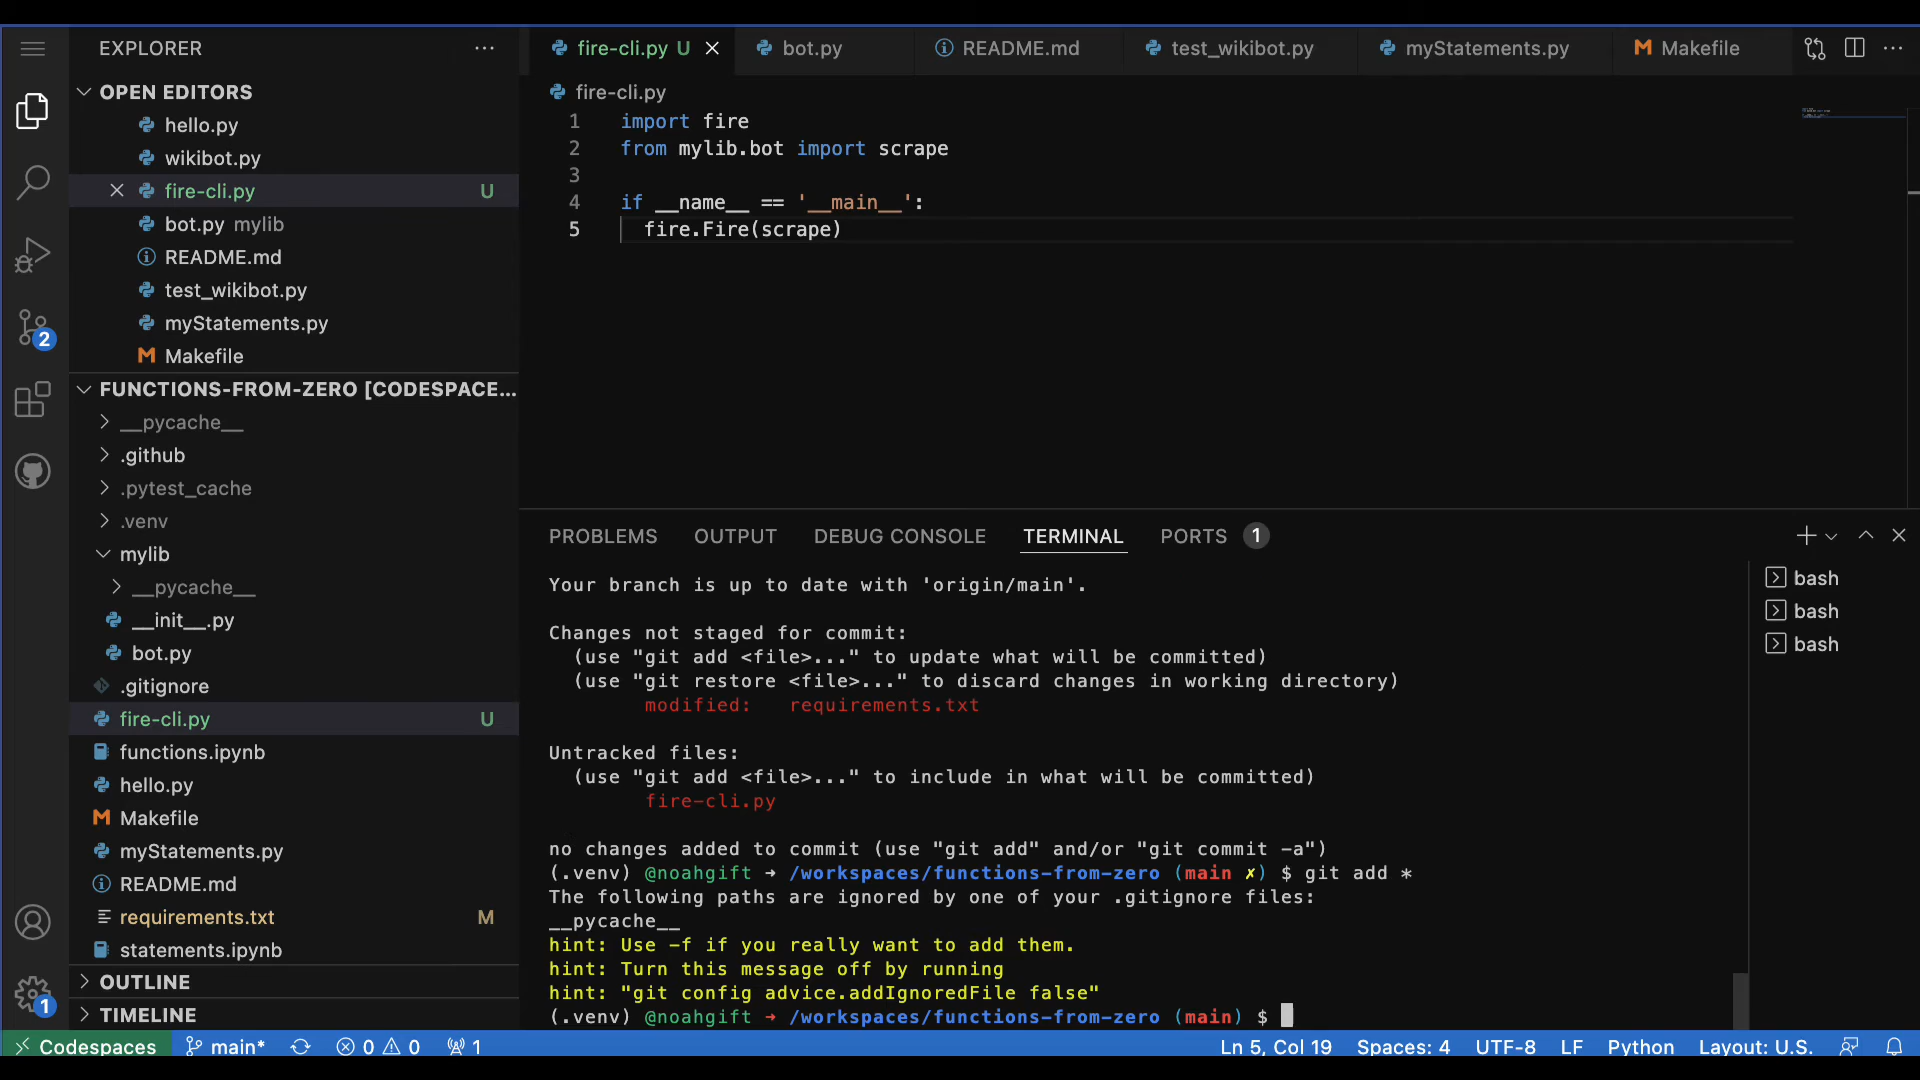 EXPLORER
OPEN EDITORS
hello.py
wikibot.py
fire-cli.py U
bot.py mylib
README.md
test_wikibot.py
myStatements.py
Makefile
2
FUNCTIONS-FROM-ZERO [CODESPACE...
__pycache__
.github
.pytest_cache
.venv
mylib
__pycache__
__init__.py
bot.py
.gitignore
fire-cli.py U
functions.ipynb
hello.py
Makefile
myStatements.py
README.md
requirements.txt M
statements.ipynb
OUTLINE
TIMELINE
1
fire-cli.py U bot.py README.md test_wikibot.py myStatements.py Makefile
fire-cli.py
1 import fire
2 from mylib.bot import scrape
3
4 if __name__ == '__main__':
5 fire.Fire(scrape)
PROBLEMS OUTPUT DEBUG CONSOLE TERMINAL PORTS 1
Your branch is up to date with 'origin/main'.
Changes not staged for commit:
(use "git add <file>..." to update what will be committed)
(use "git restore <file>..." to discard changes in working directory)
modified: requirements.txt
Untracked files:
(use "git add <file>..." to include in what will be committed)
fire-cli.py
no changes added to commit (use "git add" and/or "git commit -a")
(.venv) @noahgift ➜ /workspaces/functions-from-zero (main ✗) $ git add *
The following paths are ignored by one of your .gitignore files:
__pycache__
hint: Use -f if you really want to add them.
hint: Turn this message off by running
hint: "git config advice.addIgnoredFile false"
(.venv) @noahgift ➜ /workspaces/functions-from-zero (main) $
bash
bash
bash
Codespaces main* 0 0 1 Ln 5, Col 19 Spaces: 4 UTF-8 LF Python Layout: U.S.